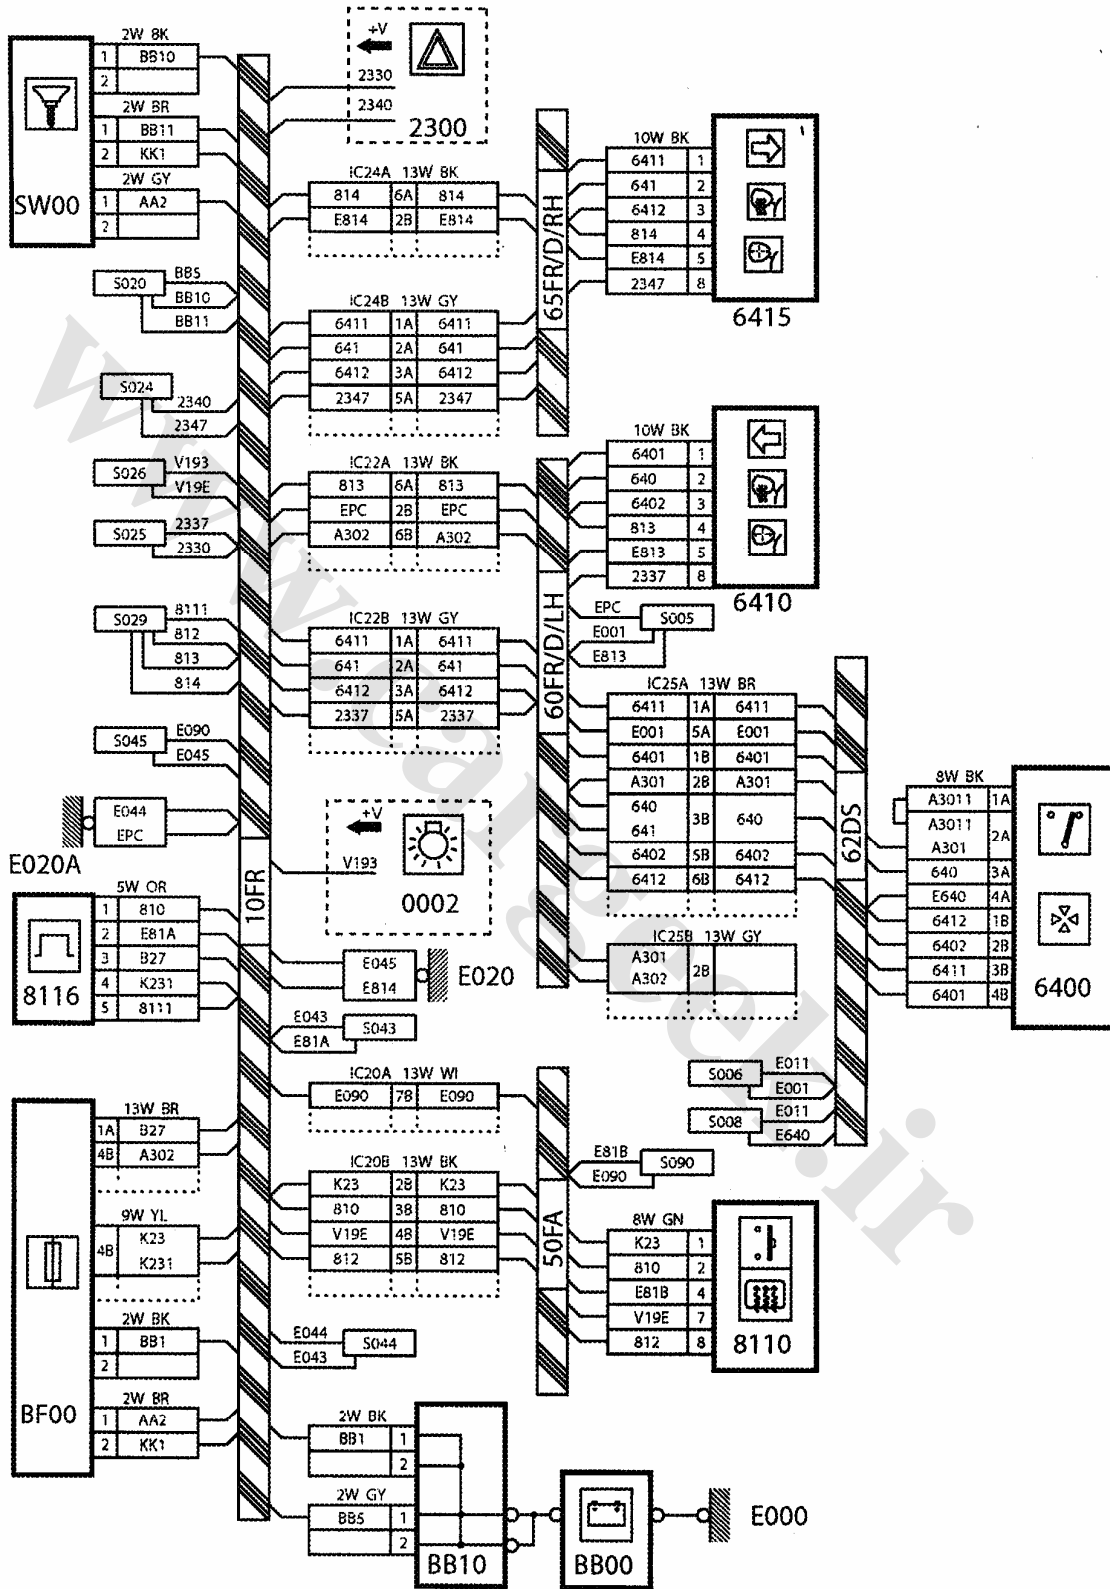 2W BK
1 BB10
2
2W BR
1 BB11
2 KK1
2W GY
1 AA2
2
SW00
+V
2330
2340
2300
S020
BB5
BB10
BB11
S024
2340
2347
S026
V193
V19E
S025
2337
2330
S029
8111
812
813
814
S045
E090
E045
E044
EPC
E020A
5W OR
1 810
2 E81A
3 B27
4 K231
5 8111
8116
13W BR
1A B27
4B A302
9W YL
4B K23
K231
2W BK
1 BB1
2
2W BR
1 AA2
2 KK1
BF00
10FR
IC24A 13W BK
814 6A 814
E814 2B E814
IC24B 13W GY
6411 1A 6411
641 2A 641
6412 3A 6412
2347 5A 2347
IC22A 13W BK
813 6A 813
EPC 2B EPC
A302 6B A302
IC22B 13W GY
6411 1A 6411
641 2A 641
6412 3A 6412
2337 5A 2337
+V
V193
0002
E045
E814
E020
E043
E81A
S043
IC20A 13W WI
E090 7B E090
IC20B 13W BK
K23 2B K23
810 3B 810
V19E 4B V19E
812 5B 812
E044
E043
S044
2W BK
BB1 1
2
2W GY
BB5 1
2
BB10
BB00
E000
65FR/D/RH
10W BK
6411 1
641 2
6412 3
814 4
E814 5
2347 8
6415
60FR/D/LH
10W BK
6401 1
640 2
6402 3
813 4
E813 5
2337 8
6410
EPC
E001
E813
S005
IC25A 13W BR
6411 1A 6411
E001 5A E001
6401 1B 6401
A301 2B A301
640
641 3B 640
6402 5B 6402
6412 6B 6412
IC25B 13W GY
A301
A302 2B
62DS
8W BK
A3011 1A
A3011
A301 2A
640 3A
E640 4A
6412 1B
6402 2B
6411 3B
6401 4B
6400
S006
E011
E001
S008
E011
E640
50FA
E81B
E090
S090
8W GN
K23 1
810 2
E81B 4
V19E 7
812 8
8110
www.cargeek.ir